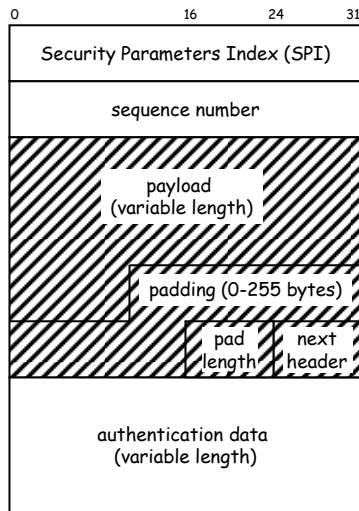 0 16 24 31
Security Parameters Index (SPI)
sequence number
payload
(variable length)
padding (0-255 bytes)
pad
length
next
header
authentication data
(variable length)